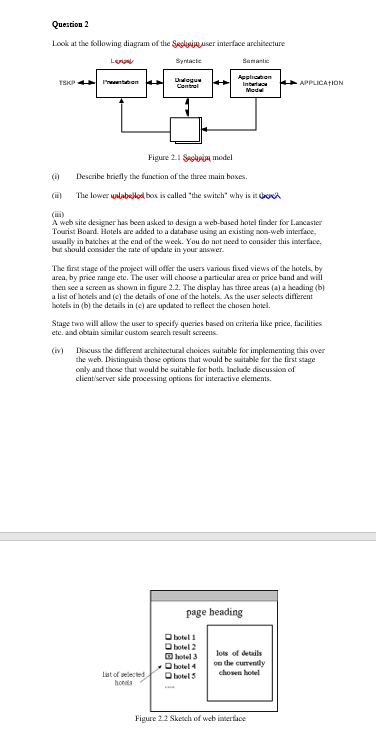 Question 2
Look at the following diagram of the Seeheim user interface architecture
Lexical Syntactic Semantic
Presentation
Dialogue
Control
Application
Interface
Model
APPLICATION
Figure 2.1 Seeheim model
(i) Describe briefly the function of the three main boxes.
(ii) The lower unlabelled box is called "the switch" why is it there?
(iii)
A web site designer has been asked to design a web-based hotel finder for Lancaster
Tourist Board. Hotels are added to a database using an existing non-web interface,
usually in batches at the end of the week. You do not need to consider this interface,
but should consider the rate of update in your answer.
The first stage of the project will offer the users various fixed views of the hotels, by
area, by price range etc. The user will choose a particular area or price band and will
then see a screen as shown in figure 2.2. The display has three areas (a) a heading (b)
a list of hotels and (c) the details of one of the hotels. As the user selects different
hotels in (b) the details in (c) are updated to reflect the chosen hotel.
Stage two will allow the user to specify queries based on criteria like price, facilities
etc. and obtain similar custom search result screens.
(iv) Discuss the different architectural choices suitable for implementing this over
the web. Distinguish those options that would be suitable for the first stage
only and those that would be suitable for both. Include discussion of
client/server side processing options for interactive elements.
page heading
hotel 1
hotel 2
hotel 3
hotel 4
hotel 5
.....
lots of details
on the currently
chosen hotel
list of selected
hotels
Figure 2.2 Sketch of web interface